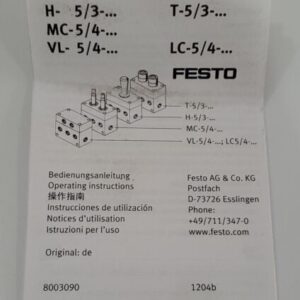 H-  5/3-...  T-5/3-...
MC-5/4-...
VL- 5/4-...  LC-5/4-...
FESTO
T-5/3-...
H-5/3-...
MC-5/4-...
VL-5/4-...; LC5/4-...
Bedienungsanleitung
Operating instructions
操作指南
Instrucciones de utilización
Notices d'utilisation
Istruzioni per l'uso
Festo AG & Co. KG
Postfach
D-73726 Esslingen
Phone:
+49/711/347-0
www.festo.com
Original: de
8003090  1204b